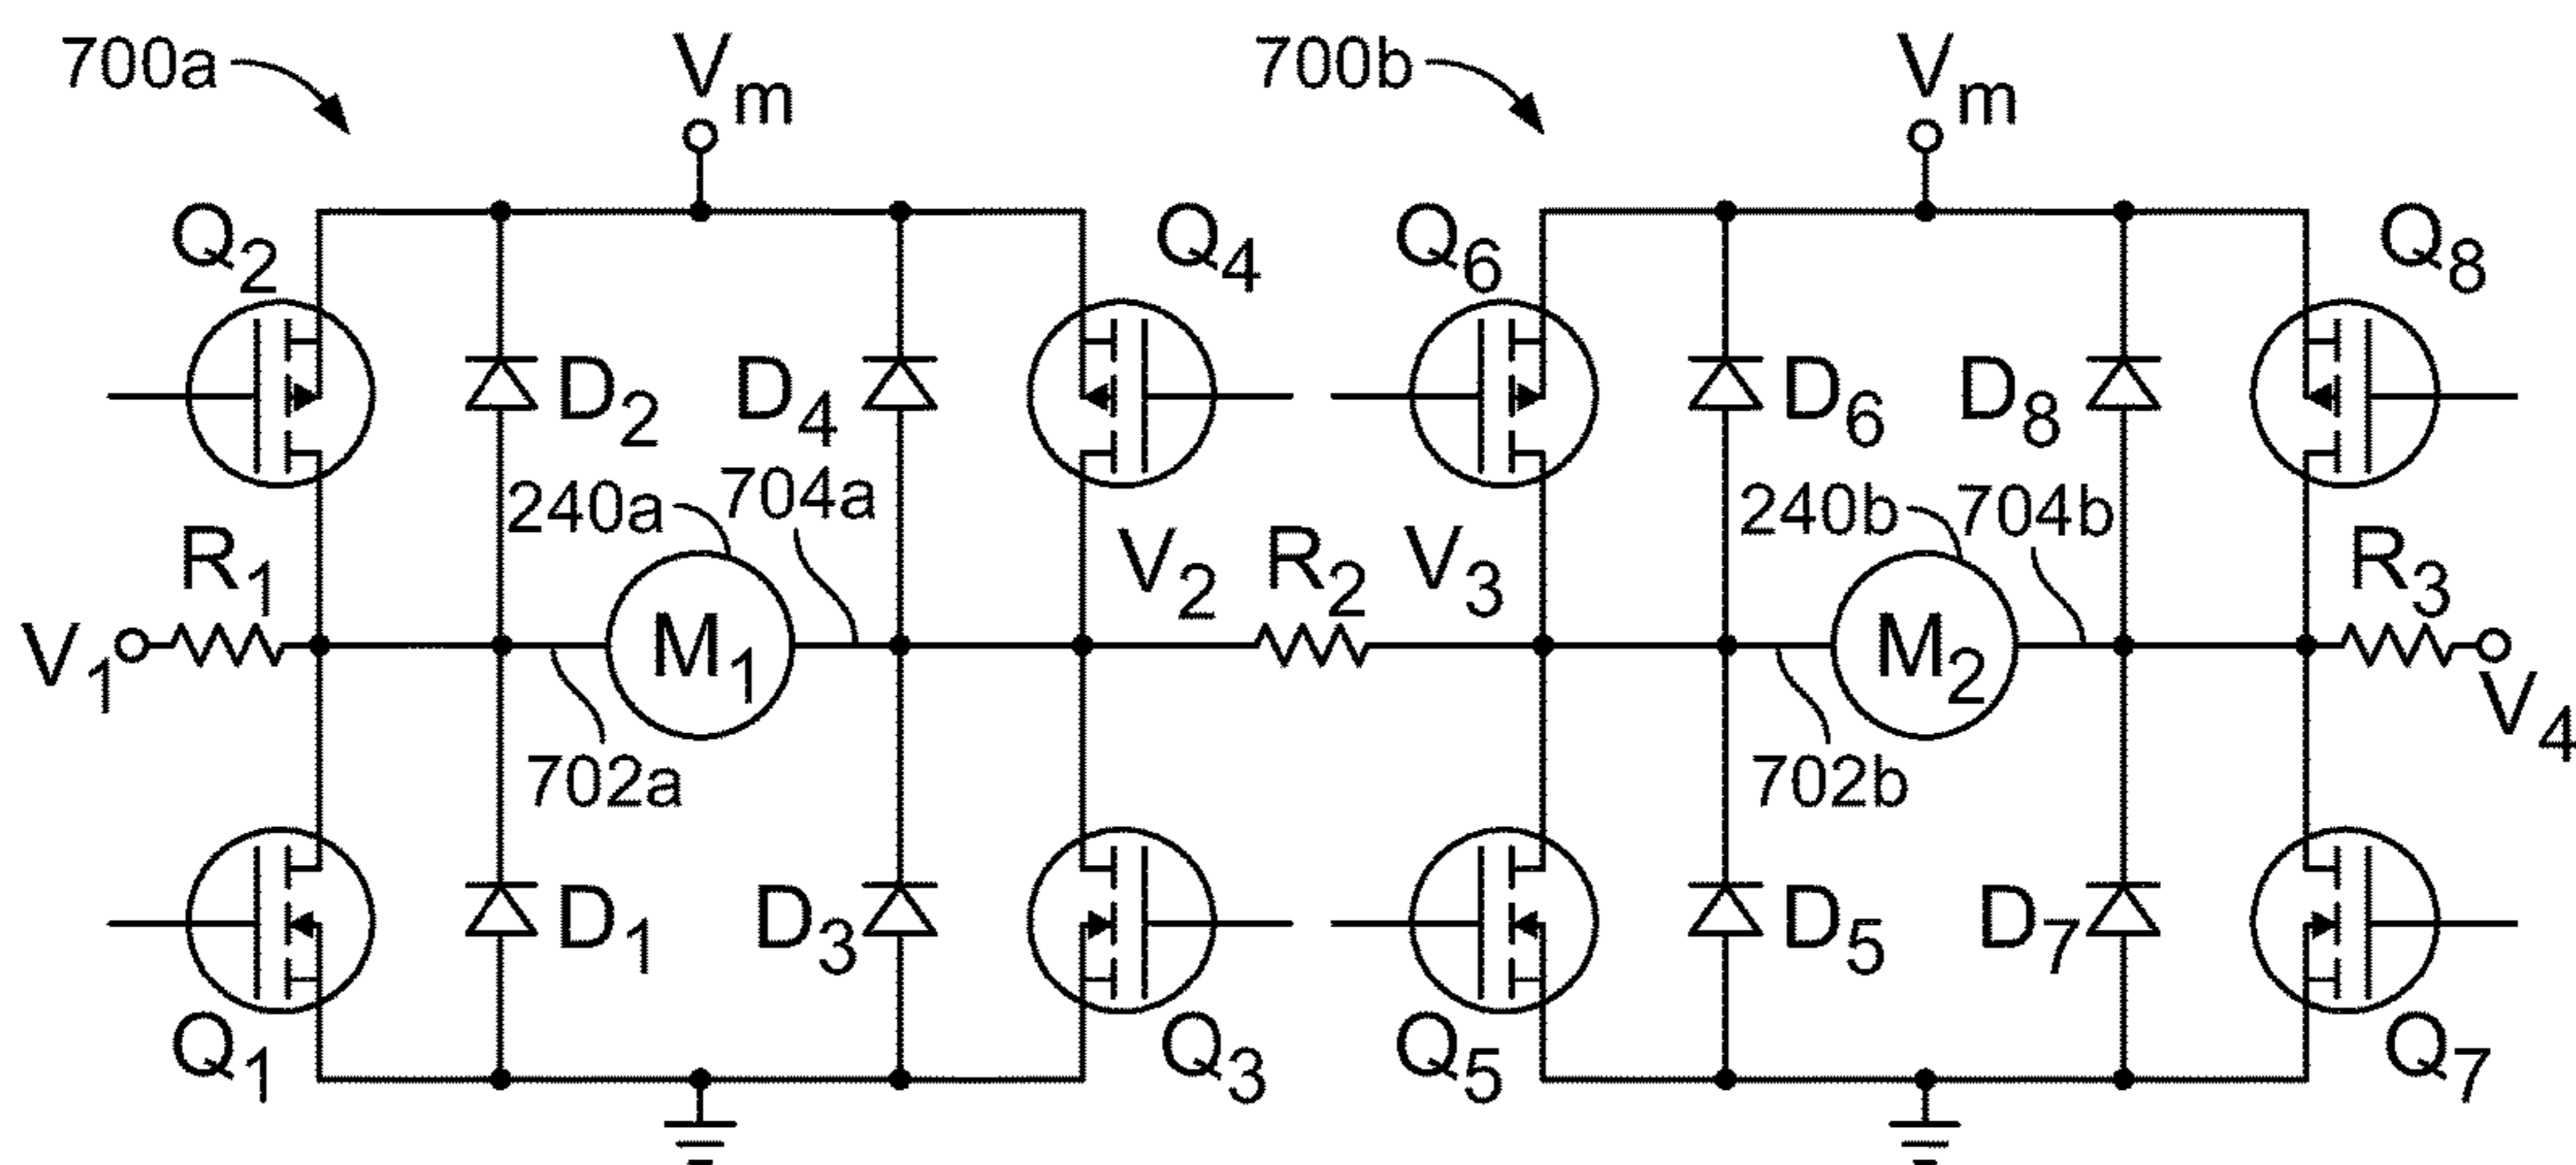 700a
Vm
700b
Vm
Q2
Q4
Q6
Q8
D2
D4
D6
D8
240a
704a
240b
704b
R1
V2
R2
V3
R3
V1
M1
M2
V4
702a
702b
D1
D3
D5
D7
Q1
Q3
Q5
Q7